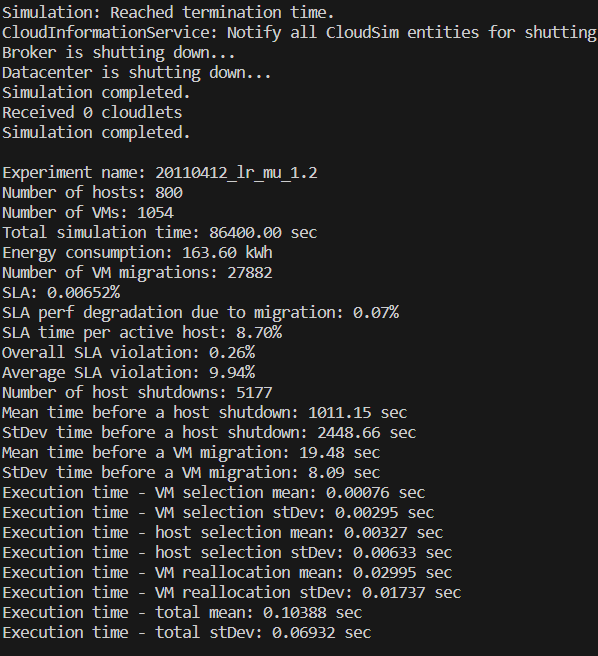 Simulation: Reached termination time.
CloudInformationService: Notify all CloudSim entities for shutting
Broker is shutting down...
Datacenter is shutting down...
Simulation completed.
Received 0 cloudlets
Simulation completed.

Experiment name: 20110412_lr_mu_1.2
Number of hosts: 800
Number of VMs: 1054
Total simulation time: 86400.00 sec
Energy consumption: 163.60 kWh
Number of VM migrations: 27882
SLA: 0.00652%
SLA perf degradation due to migration: 0.07%
SLA time per active host: 8.70%
Overall SLA violation: 0.26%
Average SLA violation: 9.94%
Number of host shutdowns: 5177
Mean time before a host shutdown: 1011.15 sec
StDev time before a host shutdown: 2448.66 sec
Mean time before a VM migration: 19.48 sec
StDev time before a VM migration: 8.09 sec
Execution time - VM selection mean: 0.00076 sec
Execution time - VM selection stDev: 0.00295 sec
Execution time - host selection mean: 0.00327 sec
Execution time - host selection stDev: 0.00633 sec
Execution time - VM reallocation mean: 0.02995 sec
Execution time - VM reallocation stDev: 0.01737 sec
Execution time - total mean: 0.10388 sec
Execution time - total stDev: 0.06932 sec